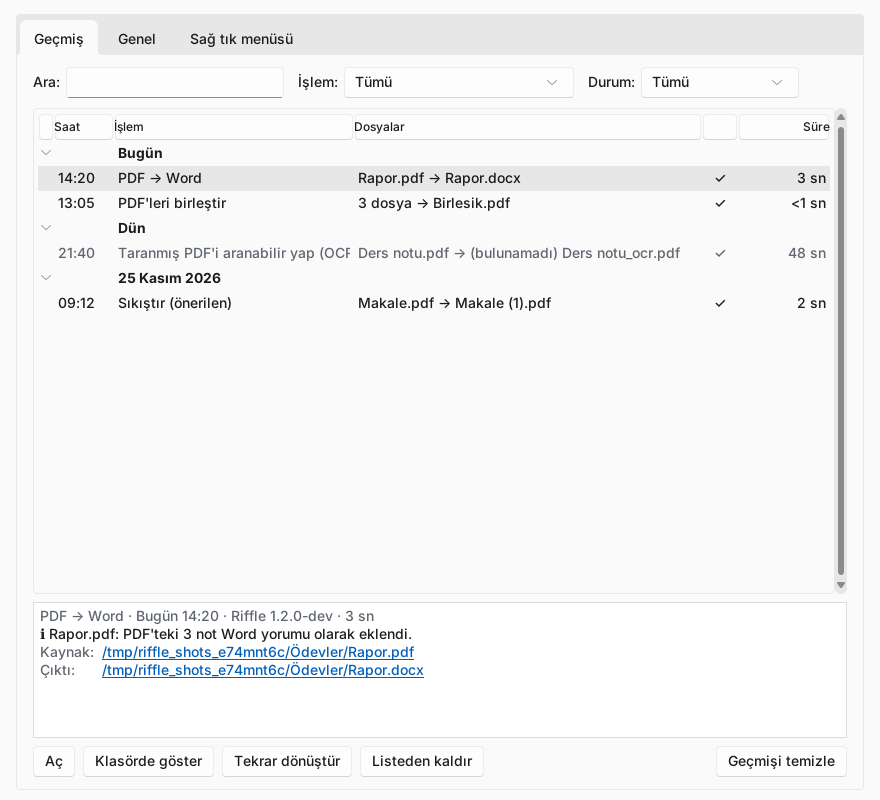 Geçmiş Genel Sağ tık menüsü
Ara: İşlem: Tümü Durum: Tümü
Saat İşlem Dosyalar Süre
Bugün
14:20 PDF → Word Rapor.pdf → Rapor.docx ✓ 3 sn
13:05 PDF'leri birleştir 3 dosya → Birlesik.pdf ✓ <1 sn
Dün
21:40 Taranmış PDF'i aranabilir yap (OCF Ders notu.pdf → (bulunamadı) Ders notu_ocr.pdf ✓ 48 sn
25 Kasım 2026
09:12 Sıkıştır (önerilen) Makale.pdf → Makale (1).pdf ✓ 2 sn
PDF → Word · Bugün 14:20 · Riffle 1.2.0-dev · 3 sn
ℹ Rapor.pdf: PDF'teki 3 not Word yorumu olarak eklendi.
Kaynak: /tmp/riffle_shots_e74mnt6c/Ödevler/Rapor.pdf
Çıktı: /tmp/riffle_shots_e74mnt6c/Ödevler/Rapor.docx
Aç Klasörde göster Tekrar dönüştür Listeden kaldır Geçmişi temizle